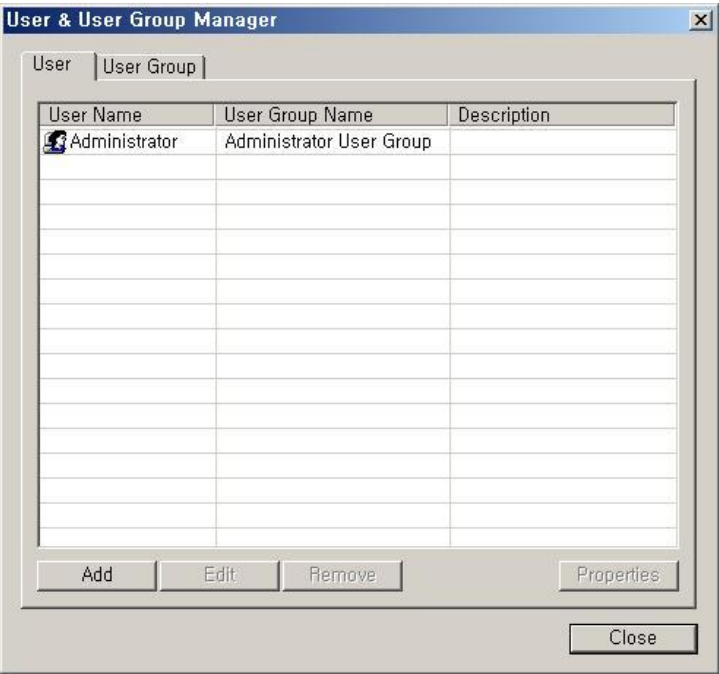 User & User Group Manager
User User Group
User Name User Group Name Description
Administrator Administrator User Group
Add Edit Remove Properties
Close